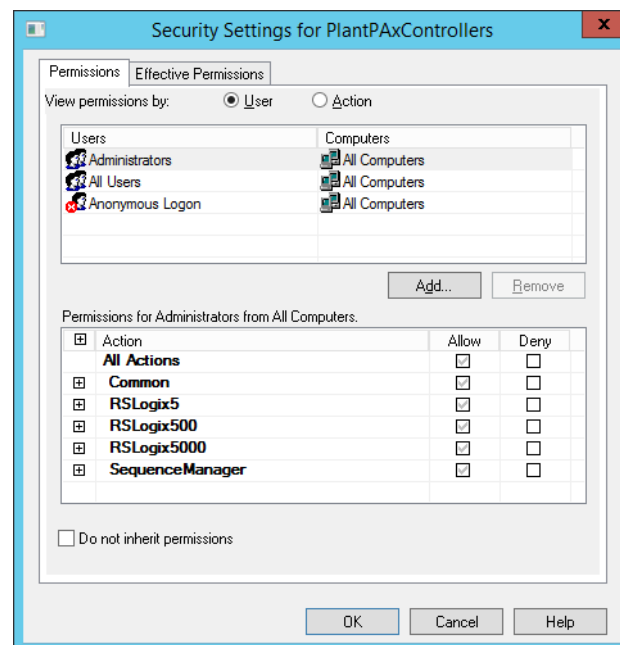 Security Settings for PlantPAxControllers
x
Permissions
Effective Permissions
View permissions by:
User
Action
Users
Computers
Administrators
All Computers
All Users
All Computers
Anonymous Logon
All Computers
Add...
Remove
Permissions for Administrators from All Computers.
Action
Allow
Deny
All Actions
Common
RSLogix5
RSLogix500
RSLogix5000
SequenceManager
Do not inherit permissions
OK
Cancel
Help